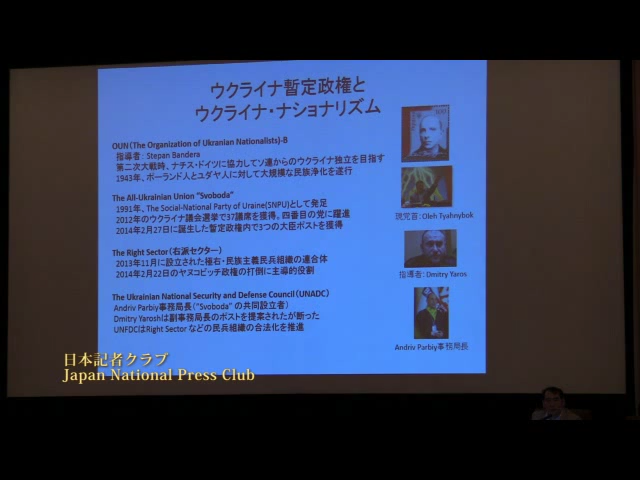 ウクライナ暫定政権と
ウクライナ・ナショナリズム
OUN(The Organization of Ukranian Nationalists)-B
指導者: Stepan Bandera
第二次大戦時、ナチス・ドイツに協力してソ連からのウクライナ独立を目指す
1943年、ポーランド人とユダヤ人に対して大規模な民族浄化を遂行
The All-Ukrainian Union “Svoboda”
1991年、The Social-National Party of Uraine(SNPU)として発足
2012年のウクライナ議会選挙で37議席を獲得。四番目の党に躍進
2014年2月27日に誕生した暫定政権内で3つの大臣ポストを獲得
党首:Oleh Tyahnybok
The Right Sector(右派セクター)
2013年11月に設立された極右・民族主義民兵組織の連合体
2014年2月22日のヤヌコビッチ政権の打倒に主導的役割
指導者:Dmitry Yaros
The Ukrainian National Security and Defense Council(UNADC)
Andriv Parbiy事務局長(“Svoboda” の共同設立者)
Dmitry Yaroshは副事務局長のポストを提案されたが断った
UNFDCはRight Sector などの民兵組織の合法化を推進
Andriv Parbiy事務局長
日本記者クラブ
Japan National Press Club